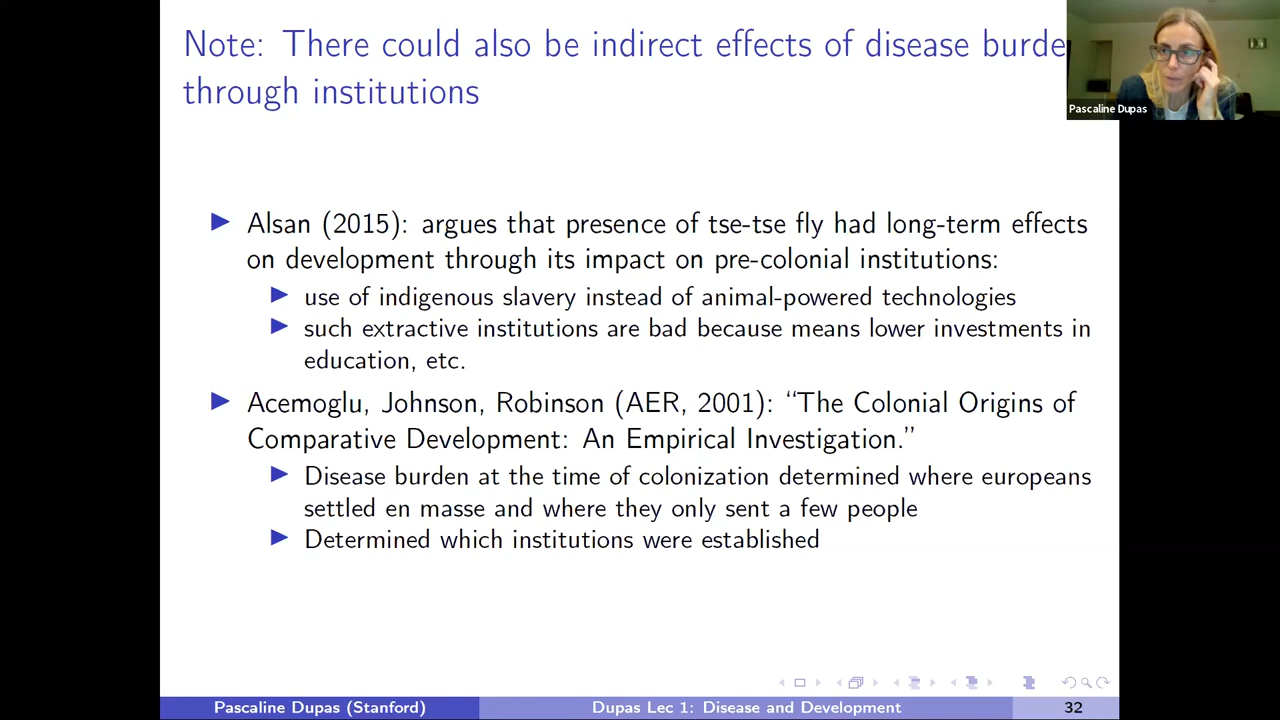 Note: There could also be indirect effects of disease burde
through institutions
Pascaline Dupas
▶ Alsan (2015): argues that presence of tse-tse fly had long-term effects
on development through its impact on pre-colonial institutions:
▶ use of indigenous slavery instead of animal-powered technologies
▶ such extractive institutions are bad because means lower investments in
education, etc.
▶ Acemoglu, Johnson, Robinson (AER, 2001): “The Colonial Origins of
Comparative Development: An Empirical Investigation.”
▶ Disease burden at the time of colonization determined where europeans
settled en masse and where they only sent a few people
▶ Determined which institutions were established
Pascaline Dupas (Stanford) Dupas Lec 1: Disease and Development 32